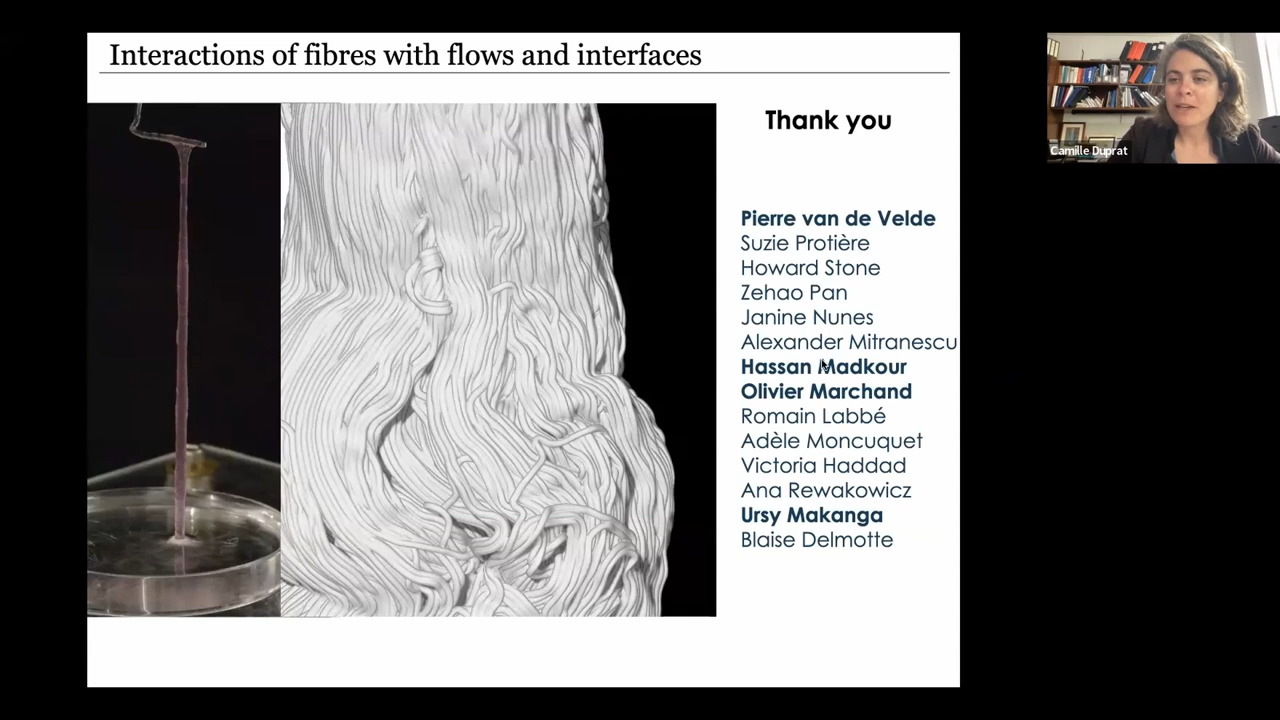 Interactions of fibres with flows and interfaces
Thank you
Pierre van de Velde
Suzie Protière
Howard Stone
Zehao Pan
Janine Nunes
Alexander Mitranescu
Hassan Madkour
Olivier Marchand
Romain Labbé
Adèle Moncuquet
Victoria Haddad
Ana Rewakowicz
Ursy Makanga
Blaise Delmotte
Camille Duprat